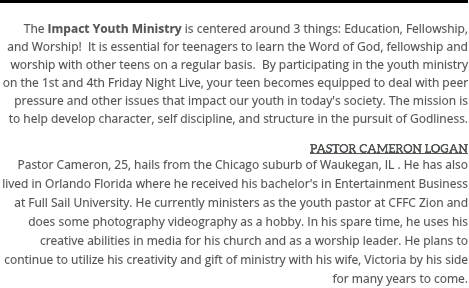 The Impact Youth Ministry is centered around 3 things: Education, Fellowship,
and Worship!  It is essential for teenagers to learn the Word of God, fellowship and
worship with other teens on a regular basis.  By participating in the youth ministry
on the 1st and 4th Friday Night Live, your teen becomes equipped to deal with peer
pressure and other issues that impact our youth in today's society. The mission is
to help develop character, self discipline, and structure in the pursuit of Godliness.
PASTOR CAMERON LOGAN
Pastor Cameron, 25, hails from the Chicago suburb of Waukegan, IL . He has also
lived in Orlando Florida where he received his bachelor's in Entertainment Business
at Full Sail University. He currently ministers as the youth pastor at CFFC Zion and
does some photography videography as a hobby. In his spare time, he uses his
creative abilities in media for his church and as a worship leader. He plans to
continue to utilize his creativity and gift of ministry with his wife, Victoria by his side
for many years to come.